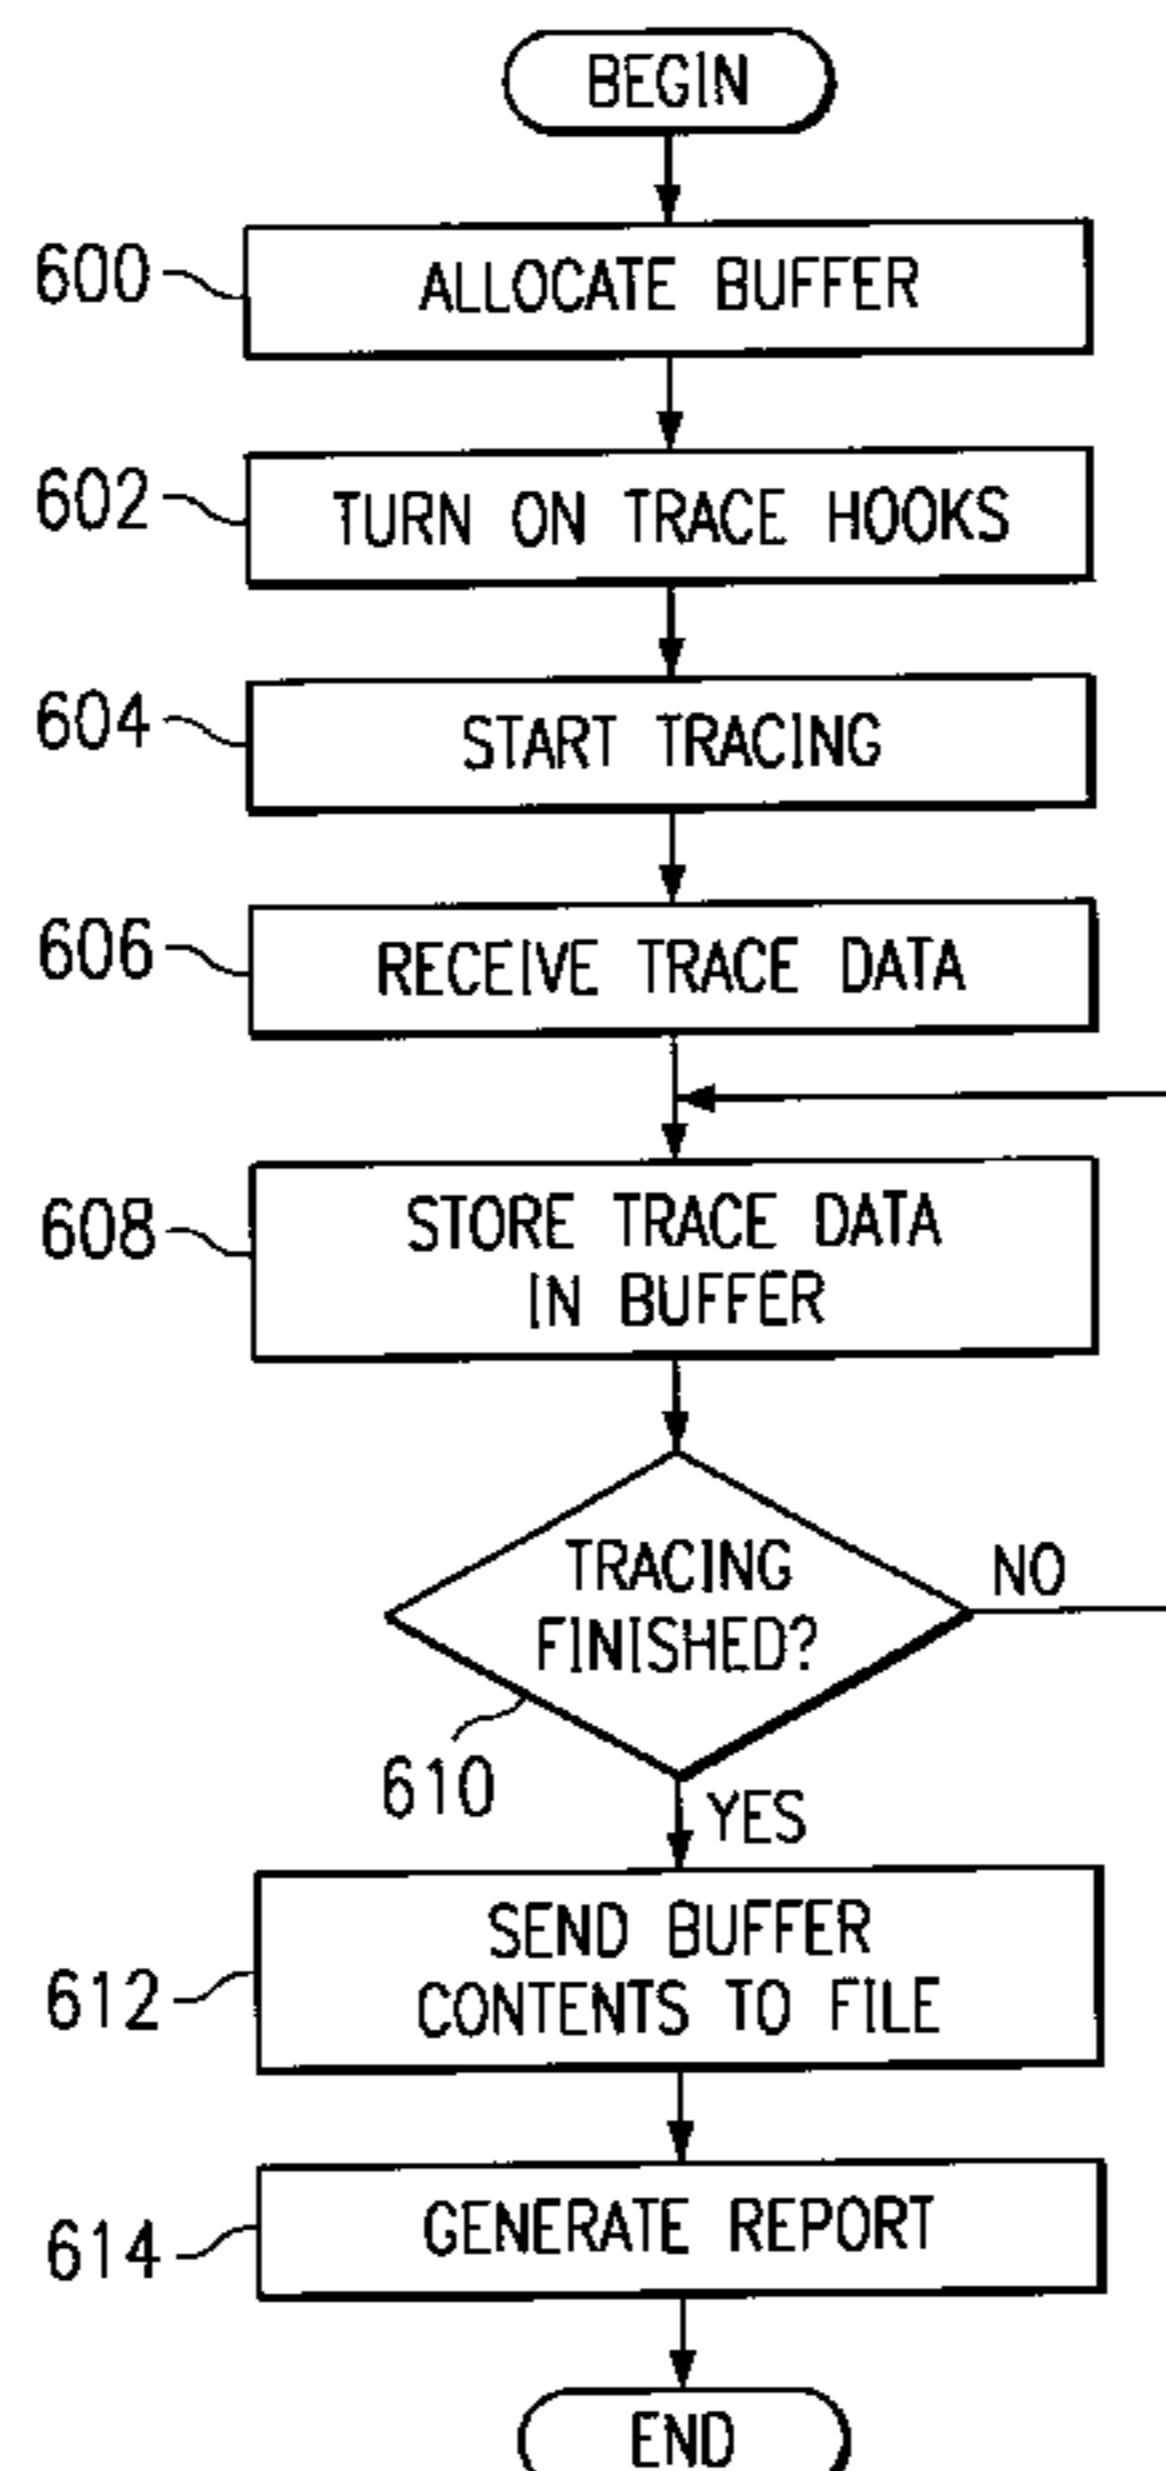 BEGIN
600
ALLOCATE BUFFER
602
TURN ON TRACE HOOKS
604
START TRACING
606
RECEIVE TRACE DATA
608
STORE TRACE DATA
IN BUFFER
TRACING
FINISHED?
NO
610
YES
612
SEND BUFFER
CONTENTS TO FILE
614
GENERATE REPORT
END